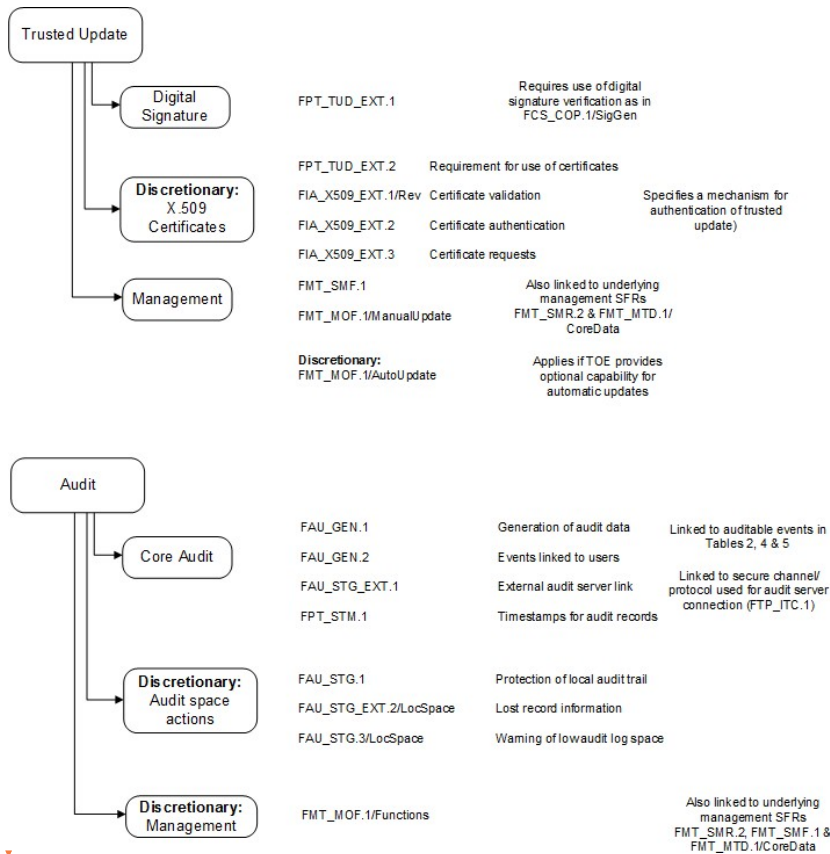 Trusted Update
Digital
Signature
FPT_TUD_EXT.1
Requires use of digital
signature verification as in
FCS_COP.1/SigGen
Discretionary:
X.509
Certificates
FPT_TUD_EXT.2 Requirement for use of certificates
FIA_X509_EXT.1/Rev Certificate validation
FIA_X509_EXT.2 Certificate authentication
FIA_X509_EXT.3 Certificate requests
Specifies a mechanism for
authentication of trusted
update)
Management
FMT_SMF.1
FMT_MOF.1/ManualUpdate
Also linked to underlying
management SFRs
FMT_SMR.2 & FMT_MTD.1/
CoreData
Discretionary:
FMT_MOF.1/AutoUpdate
Applies if TOE provides
optional capability for
automatic updates
Audit
Core Audit
FAU_GEN.1 Generation of audit data
FAU_GEN.2 Events linked to users
FAU_STG_EXT.1 External audit server link
FPT_STM.1 Timestamps for audit records
Linked to auditable events in
Tables 2, 4 & 5
Linked to secure channel/
protocol used for audit server
connection (FTP_ITC.1)
Discretionary:
Audit space
actions
FAU_STG.1 Protection of local audit trail
FAU_STG_EXT.2/LocSpace Lost record information
FAU_STG.3/LocSpace Warning of lowaudit log space
Discretionary:
Management
FMT_MOF.1/Functions
Also linked to underlying
management SFRs
FMT_SMR.2, FMT_SMF.1 &
FMT_MTD.1/CoreData